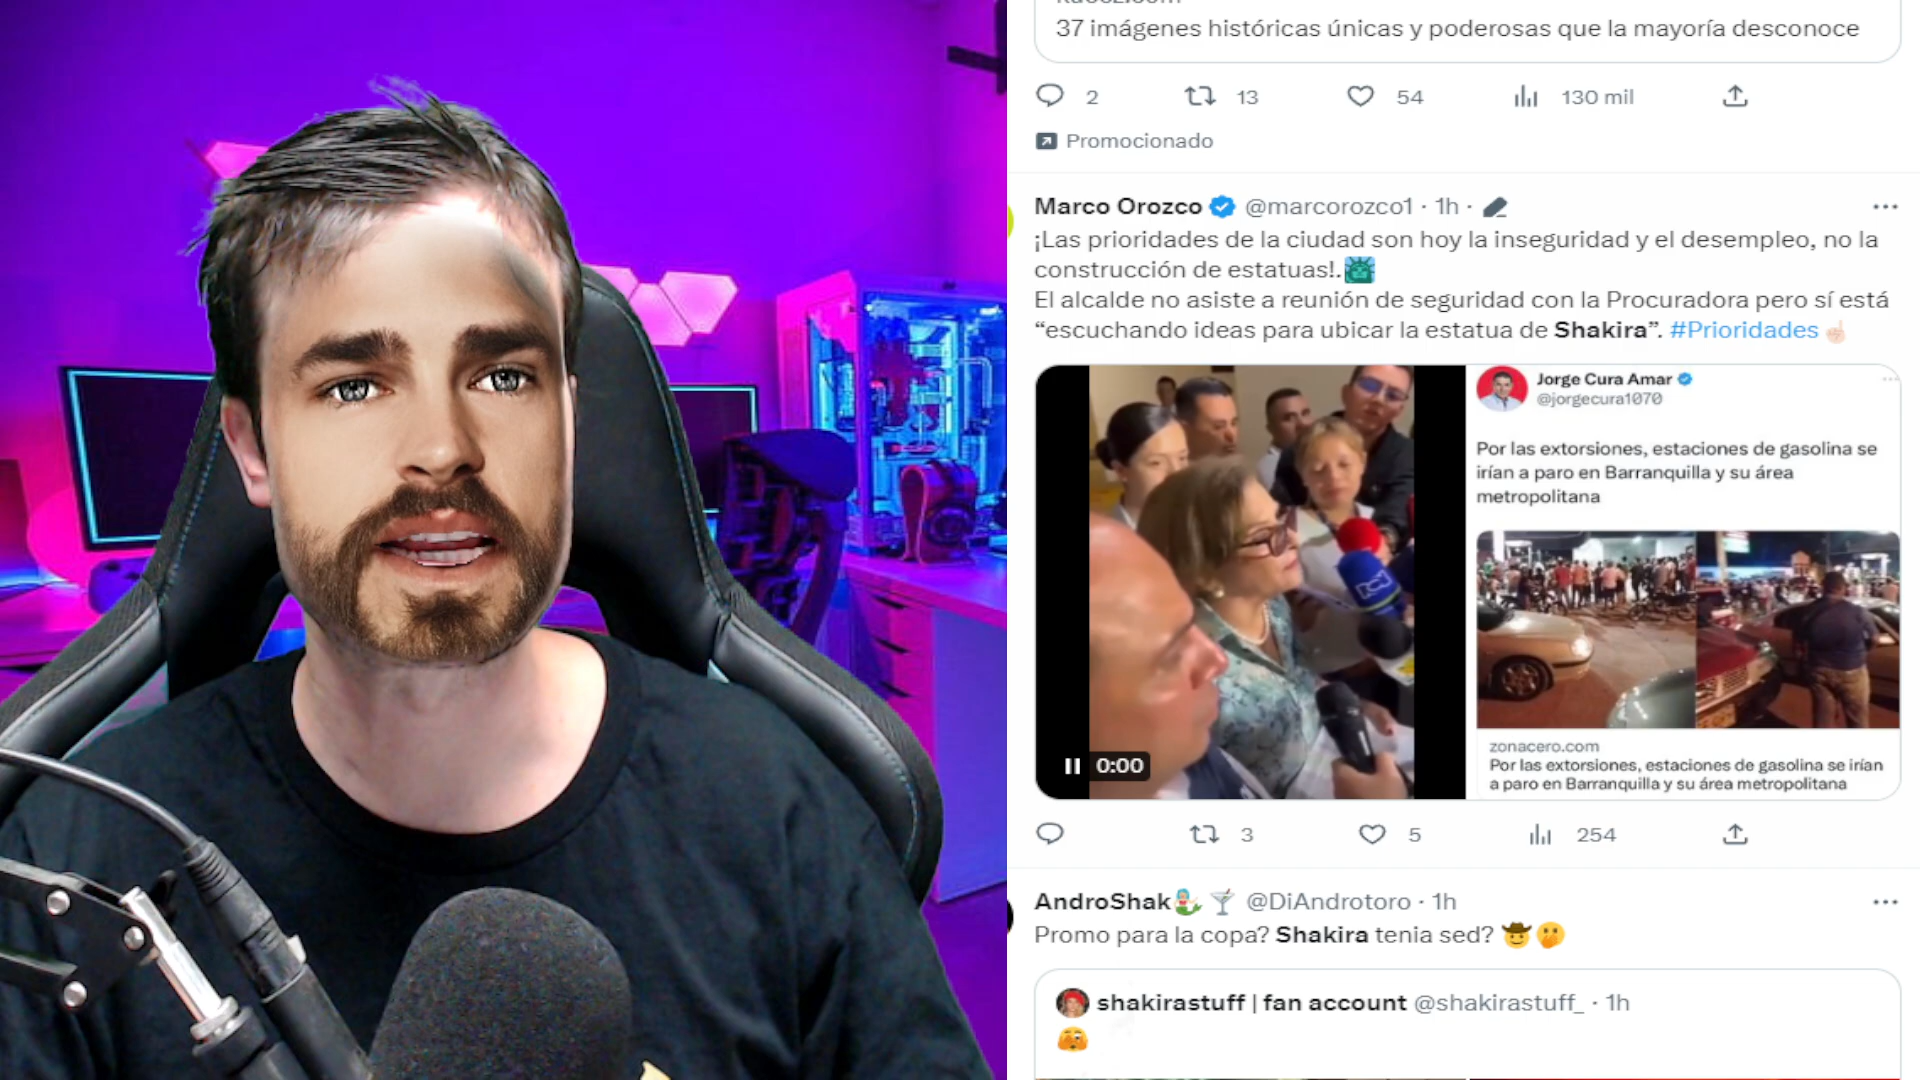 37 imágenes históricas únicas y poderosas que la mayoría desconoce
2 13 54 130 mil
Promocionado
Marco Orozco @marcorozco1 · 1h ·
¡Las prioridades de la ciudad son hoy la inseguridad y el desempleo, no la
construcción de estatuas!.
El alcalde no asiste a reunión de seguridad con la Procuradora pero sí está
“escuchando ideas para ubicar la estatua de Shakira”. #Prioridades
Jorge Cura Amar
@jorgecura1070
Por las extorsiones, estaciones de gasolina se
irían a paro en Barranquilla y su área
metropolitana
RCN
0:00
zonacero.com
Por las extorsiones, estaciones de gasolina se irían
a paro en Barranquilla y su área metropolitana
3 5 254
AndroShak @DiAndrotoro · 1h
Promo para la copa? Shakira tenia sed?
shakirastuff | fan account @shakirastuff_ · 1h